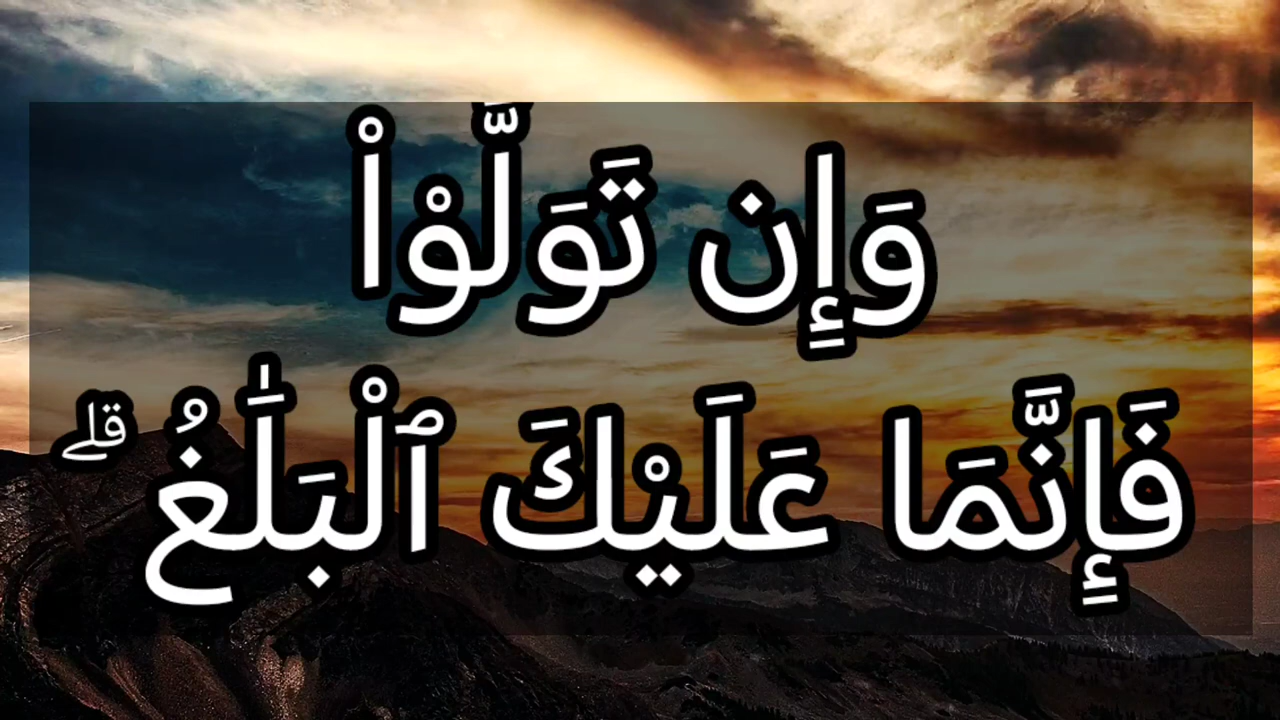 وَإِن تَوَلَّوْا۟
فَإِنَّمَا عَلَيْكَ ٱلْبَلَـٰغُ ۗ